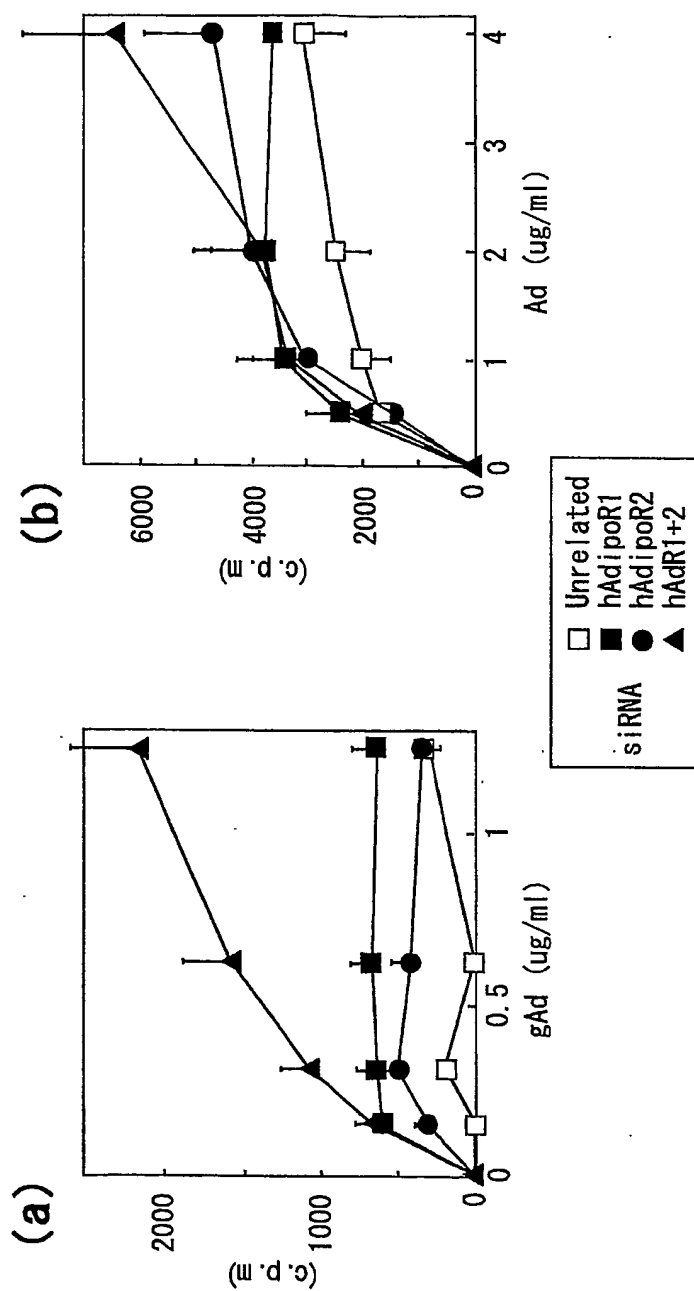 (a)
(c.p.m)
2000
1000
0
0
0.5
1
gAd (ug/ml)
(b)
(c.p.m)
6000
4000
2000
0
0
1
2
3
4
Ad (ug/ml)
siRNA
Unrelated
hAdipoR1
hAdipoR2
hAdR1+2